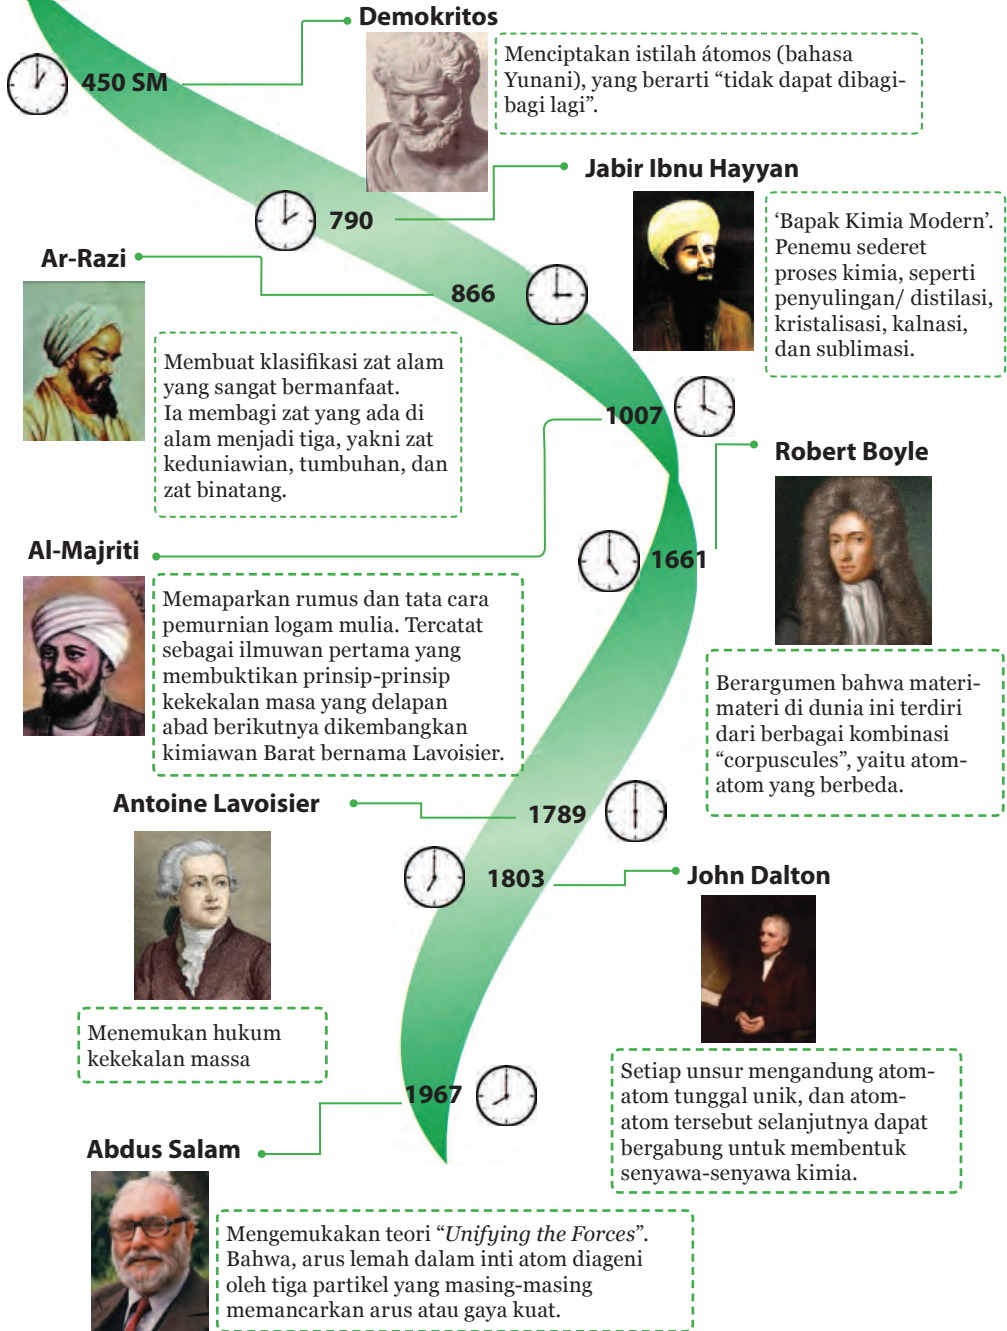 Demokritos
450 SM
Menciptakan istilah átomos (bahasa
Yunani), yang berarti “tidak dapat dibagi-
bagi lagi”.
Jabir Ibnu Hayyan
790
‘Bapak Kimia Modern’.
Penemu sederet
proses kimia, seperti
penyulingan/ distilasi,
kristalisasi, kalnasi,
dan sublimasi.
Ar-Razi
866
Membuat klasifikasi zat alam
yang sangat bermanfaat.
Ia membagi zat yang ada di
alam menjadi tiga, yakni zat
keduniawian, tumbuhan, dan
zat binatang.
1007
Al-Majriti
Memaparkan rumus dan tata cara
pemurnian logam mulia. Tercatat
sebagai ilmuwan pertama yang
membuktikan prinsip-prinsip
kekekalan masa yang delapan
abad berikutnya dikembangkan
kimiawan Barat bernama Lavoisier.
Robert Boyle
1661
Berargumen bahwa materi-
materi di dunia ini terdiri
dari berbagai kombinasi
“corpuscules”, yaitu atom-
atom yang berbeda.
Antoine Lavoisier
1789
Menemukan hukum
kekekalan massa
1803
John Dalton
Setiap unsur mengandung atom-
atom tunggal unik, dan atom-
atom tersebut selanjutnya dapat
bergabung untuk membentuk
senyawa-senyawa kimia.
1967
Abdus Salam
Mengemukakan teori “Unifying the Forces”.
Bahwa, arus lemah dalam inti atom diageni
oleh tiga partikel yang masing-masing
memancarkan arus atau gaya kuat.